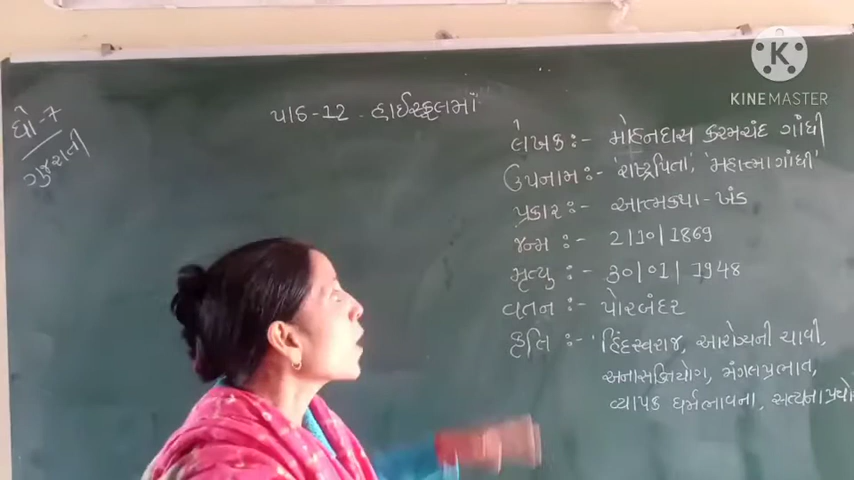 ધો-7
ગુજરાતી
પાઠ-12 હાઈસ્કૂલમાં
લેખક:- મોહનદાસ કરમચંદ ગાંધી
ઉપનામ:- 'રાષ્ટ્રપિતા', 'મહાત્મા ગાંધી'
પ્રકાર:- આત્મકથા-ખંડ
જન્મ:- 2|10|1869
મૃત્યુ:- 30|01|1948
વતન:- પોરબંદર
કૃતિ:- 'હિંદસ્વરાજ, આરોગ્યની ચાવી,
અનાસક્તિયોગ, મંગલપ્રભાત,
વ્યાપક ધર્મભાવના, સત્યના પ્રયો
K
KINEMASTER